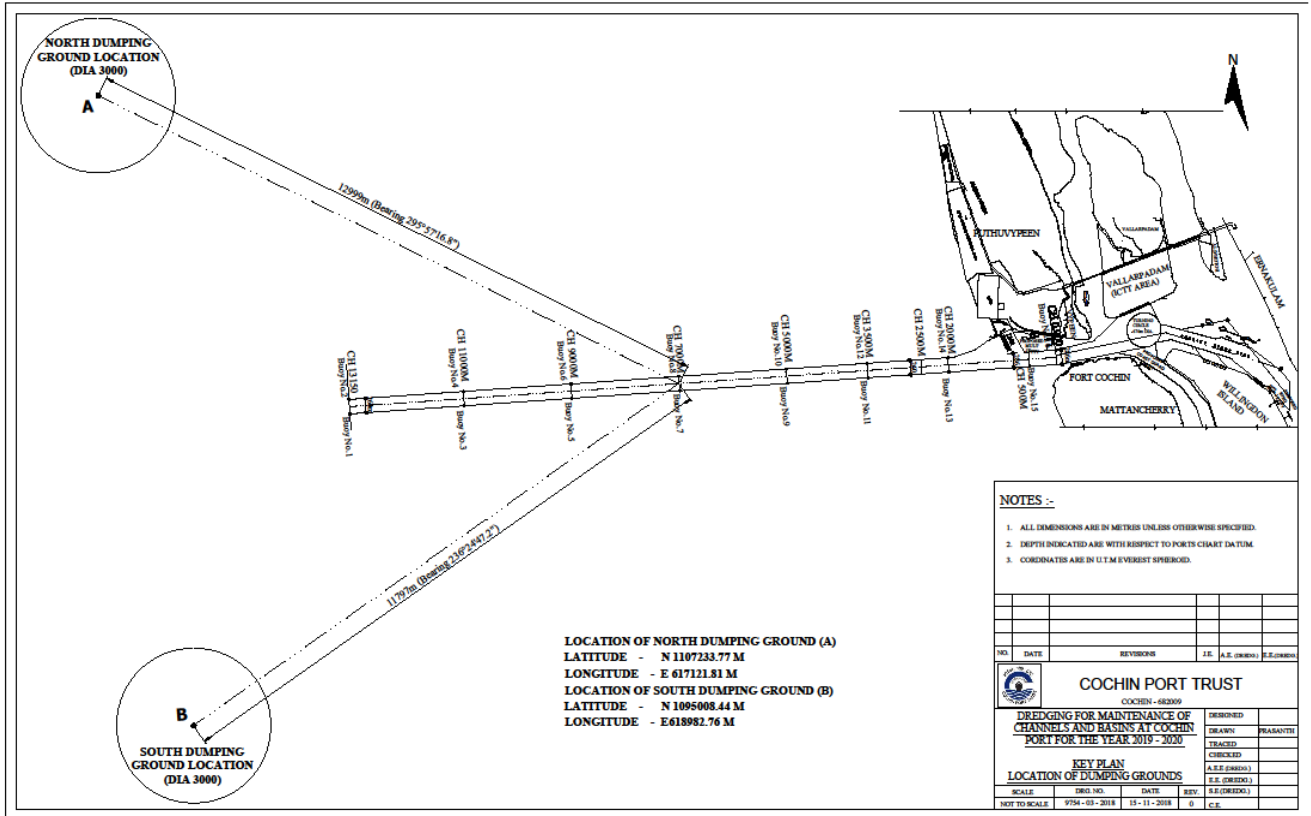 NORTH DUMPING
GROUND LOCATION
(DIA 3000)
A
N
12999m (Bearing 295°57'16.8")
PUTHUVYPEEN
VALLARPADAM
VALLARPADAM
(ICTT AREA)
ERNAKULAM
TURNING
CIRCLE
FORT COCHIN
MATTANCHERRY
WILLINGDON
ISLAND
CH 13150
Buoy No.2
Buoy No.1
CH 11000M
Buoy No.4
Buoy No.3
CH 9000M
Buoy No.6
Buoy No.5
CH 7000M
Buoy No.8
Buoy No.7
CH 5000M
Buoy No.10
Buoy No.9
CH 3500M
Buoy No.12
Buoy No.11
CH 2500M
260
CH 2000M
Buoy No.14
Buoy No.13
CH 500M
Buoy No.15
11797m (Bearing 236°24'47.2")
B
SOUTH DUMPING
GROUND LOCATION
(DIA 3000)
LOCATION OF NORTH DUMPING GROUND (A)
LATITUDE - N 1107233.77 M
LONGITUDE - E 617121.81 M
LOCATION OF SOUTH DUMPING GROUND (B)
LATITUDE - N 1095008.44 M
LONGITUDE - E618982.76 M
NOTES :-
1. ALL DIMENSIONS ARE IN METRES UNLESS OTHERWISE SPECIFIED.
2. DEPTH INDICATED ARE WITH RESPECT TO PORTS CHART DATUM.
3. CORDINATES ARE IN U.T.M EVEREST SPHEROID.
NO. DATE REVISIONS J.E. A.E. (DREDG.) E.E.(DREDG.)
COCHIN PORT TRUST
COCHIN - 682009
DREDGING FOR MAINTENANCE OF
CHANNELS AND BASINS AT COCHIN
PORT FOR THE YEAR 2019 - 2020
KEY PLAN
LOCATION OF DUMPING GROUNDS
DESIGNED
DRAWN PRASANTH
TRACED
CHECKED
A.E.E (DREDG.)
E.E. (DREDG.)
SCALE DRG. NO. DATE REV. S.E (DREDG.)
NOT TO SCALE 9754 - 03 - 2018 15 - 11 - 2018 0 C.E.